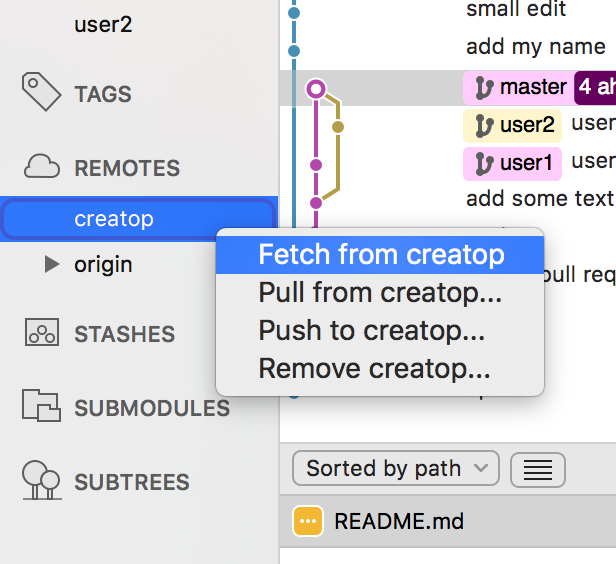 user2
TAGS
REMOTES
creatop
origin
STASHES
SUBMODULES
SUBTREES
small edit
add my name
master 4 ah
user2 user
user1 user
add some text
pull req
Fetch from creatop
Pull from creatop...
Push to creatop...
Remove creatop...
Sorted by path
README.md